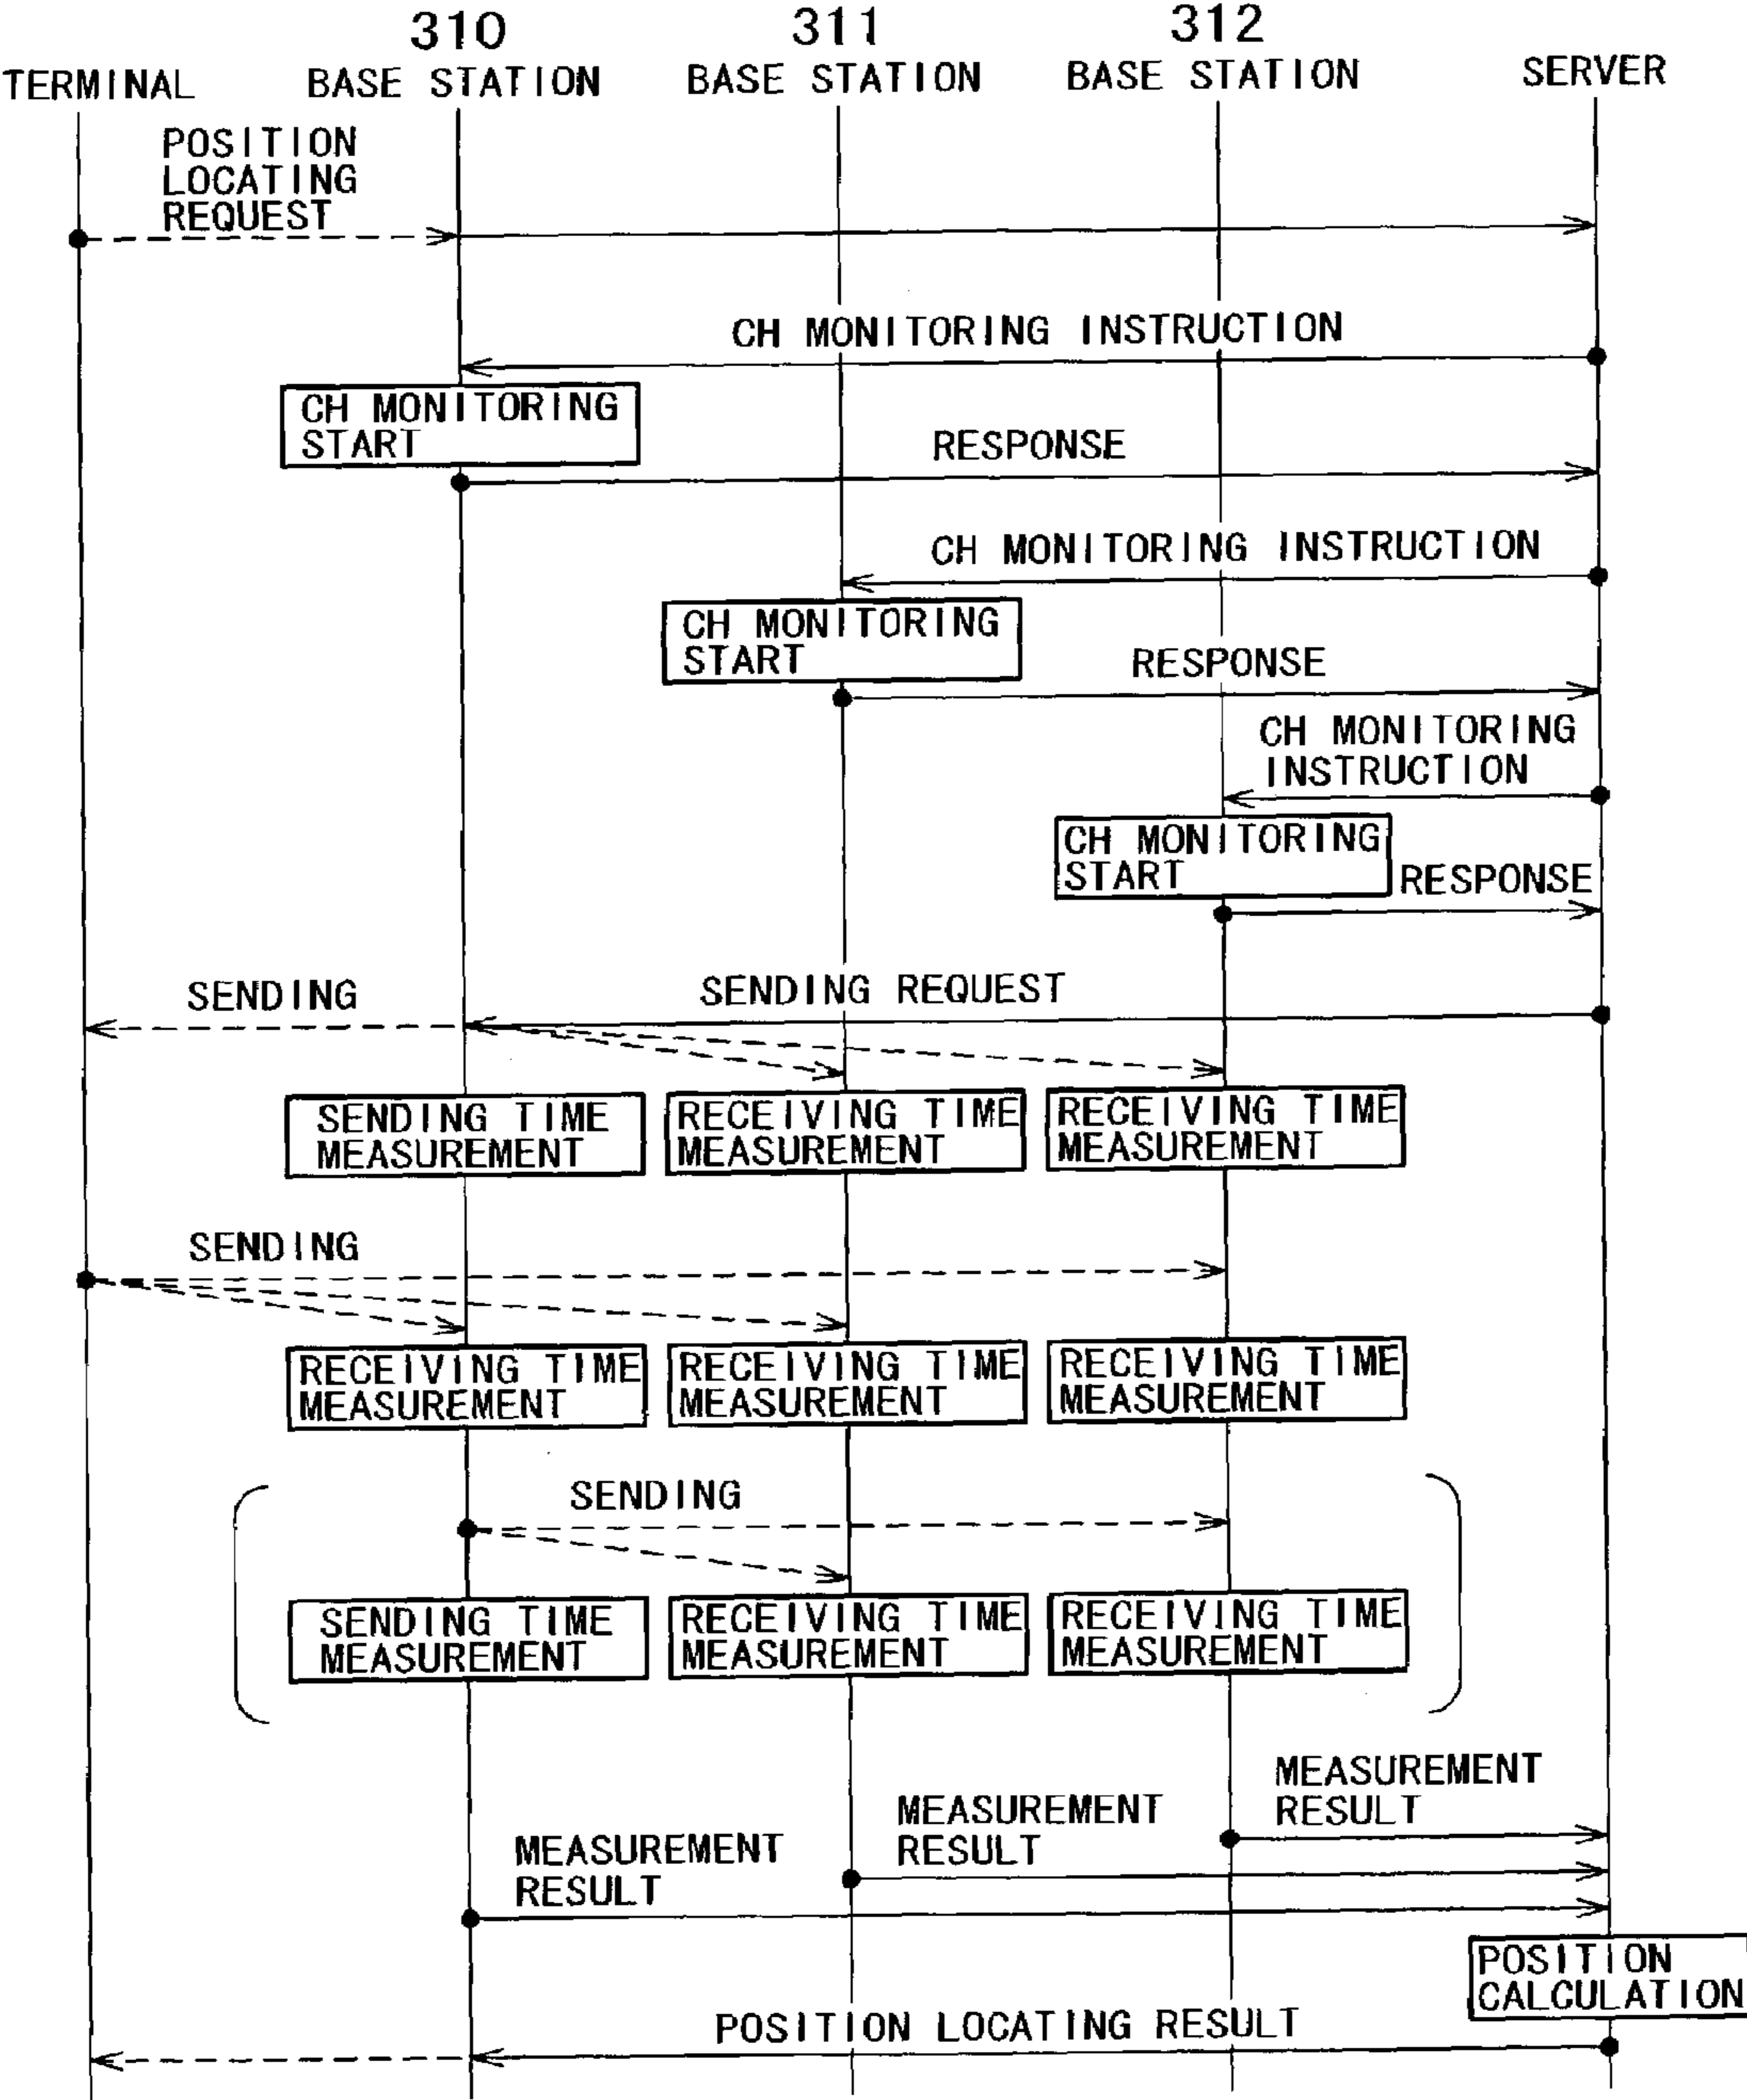 310
311
312
TERMINAL
BASE STATION
BASE STATION
BASE STATION
SERVER
POSITION
LOCATING
REQUEST
CH MONITORING INSTRUCTION
CH MONITORING
START
RESPONSE
CH MONITORING INSTRUCTION
CH MONITORING
START
RESPONSE
CH MONITORING
INSTRUCTION
CH MONITORING
START
RESPONSE
SENDING
SENDING REQUEST
SENDING TIME
MEASUREMENT
RECEIVING TIME
MEASUREMENT
RECEIVING TIME
MEASUREMENT
SENDING
RECEIVING TIME
MEASUREMENT
RECEIVING TIME
MEASUREMENT
RECEIVING TIME
MEASUREMENT
SENDING
SENDING TIME
MEASUREMENT
RECEIVING TIME
MEASUREMENT
RECEIVING TIME
MEASUREMENT
MEASUREMENT
RESULT
MEASUREMENT
RESULT
MEASUREMENT
RESULT
POSITION
CALCULATION
POSITION LOCATING RESULT